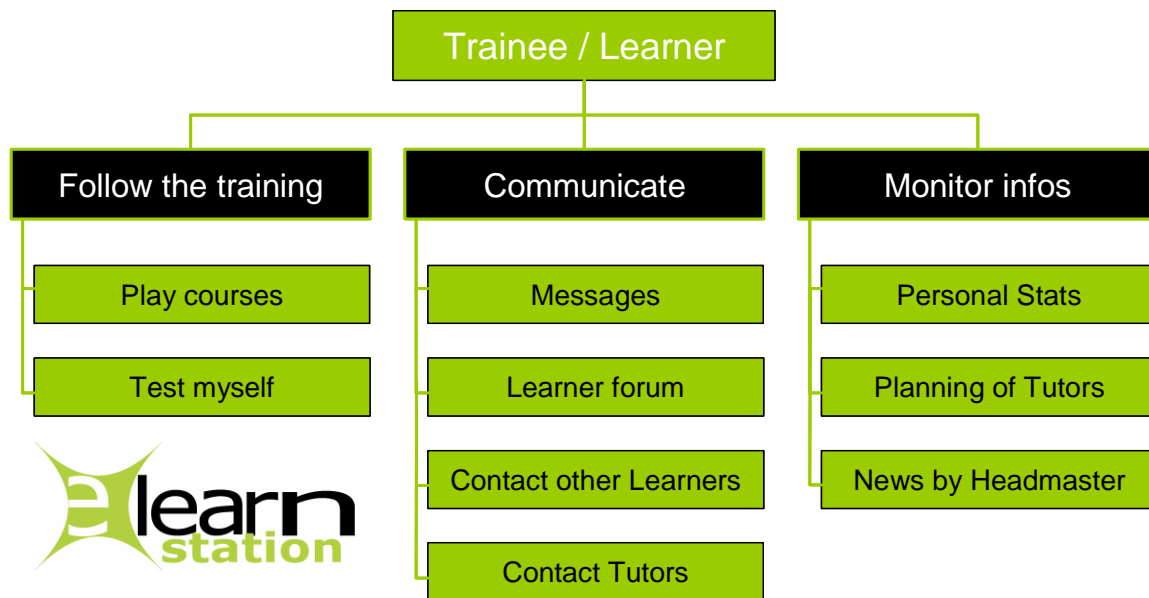 Trainee / Learner
Follow the training
Communicate
Monitor infos
Play courses
Messages
Personal Stats
Test myself
Learner forum
Planning of Tutors
Contact other Learners
News by Headmaster
Contact Tutors
e learn
station